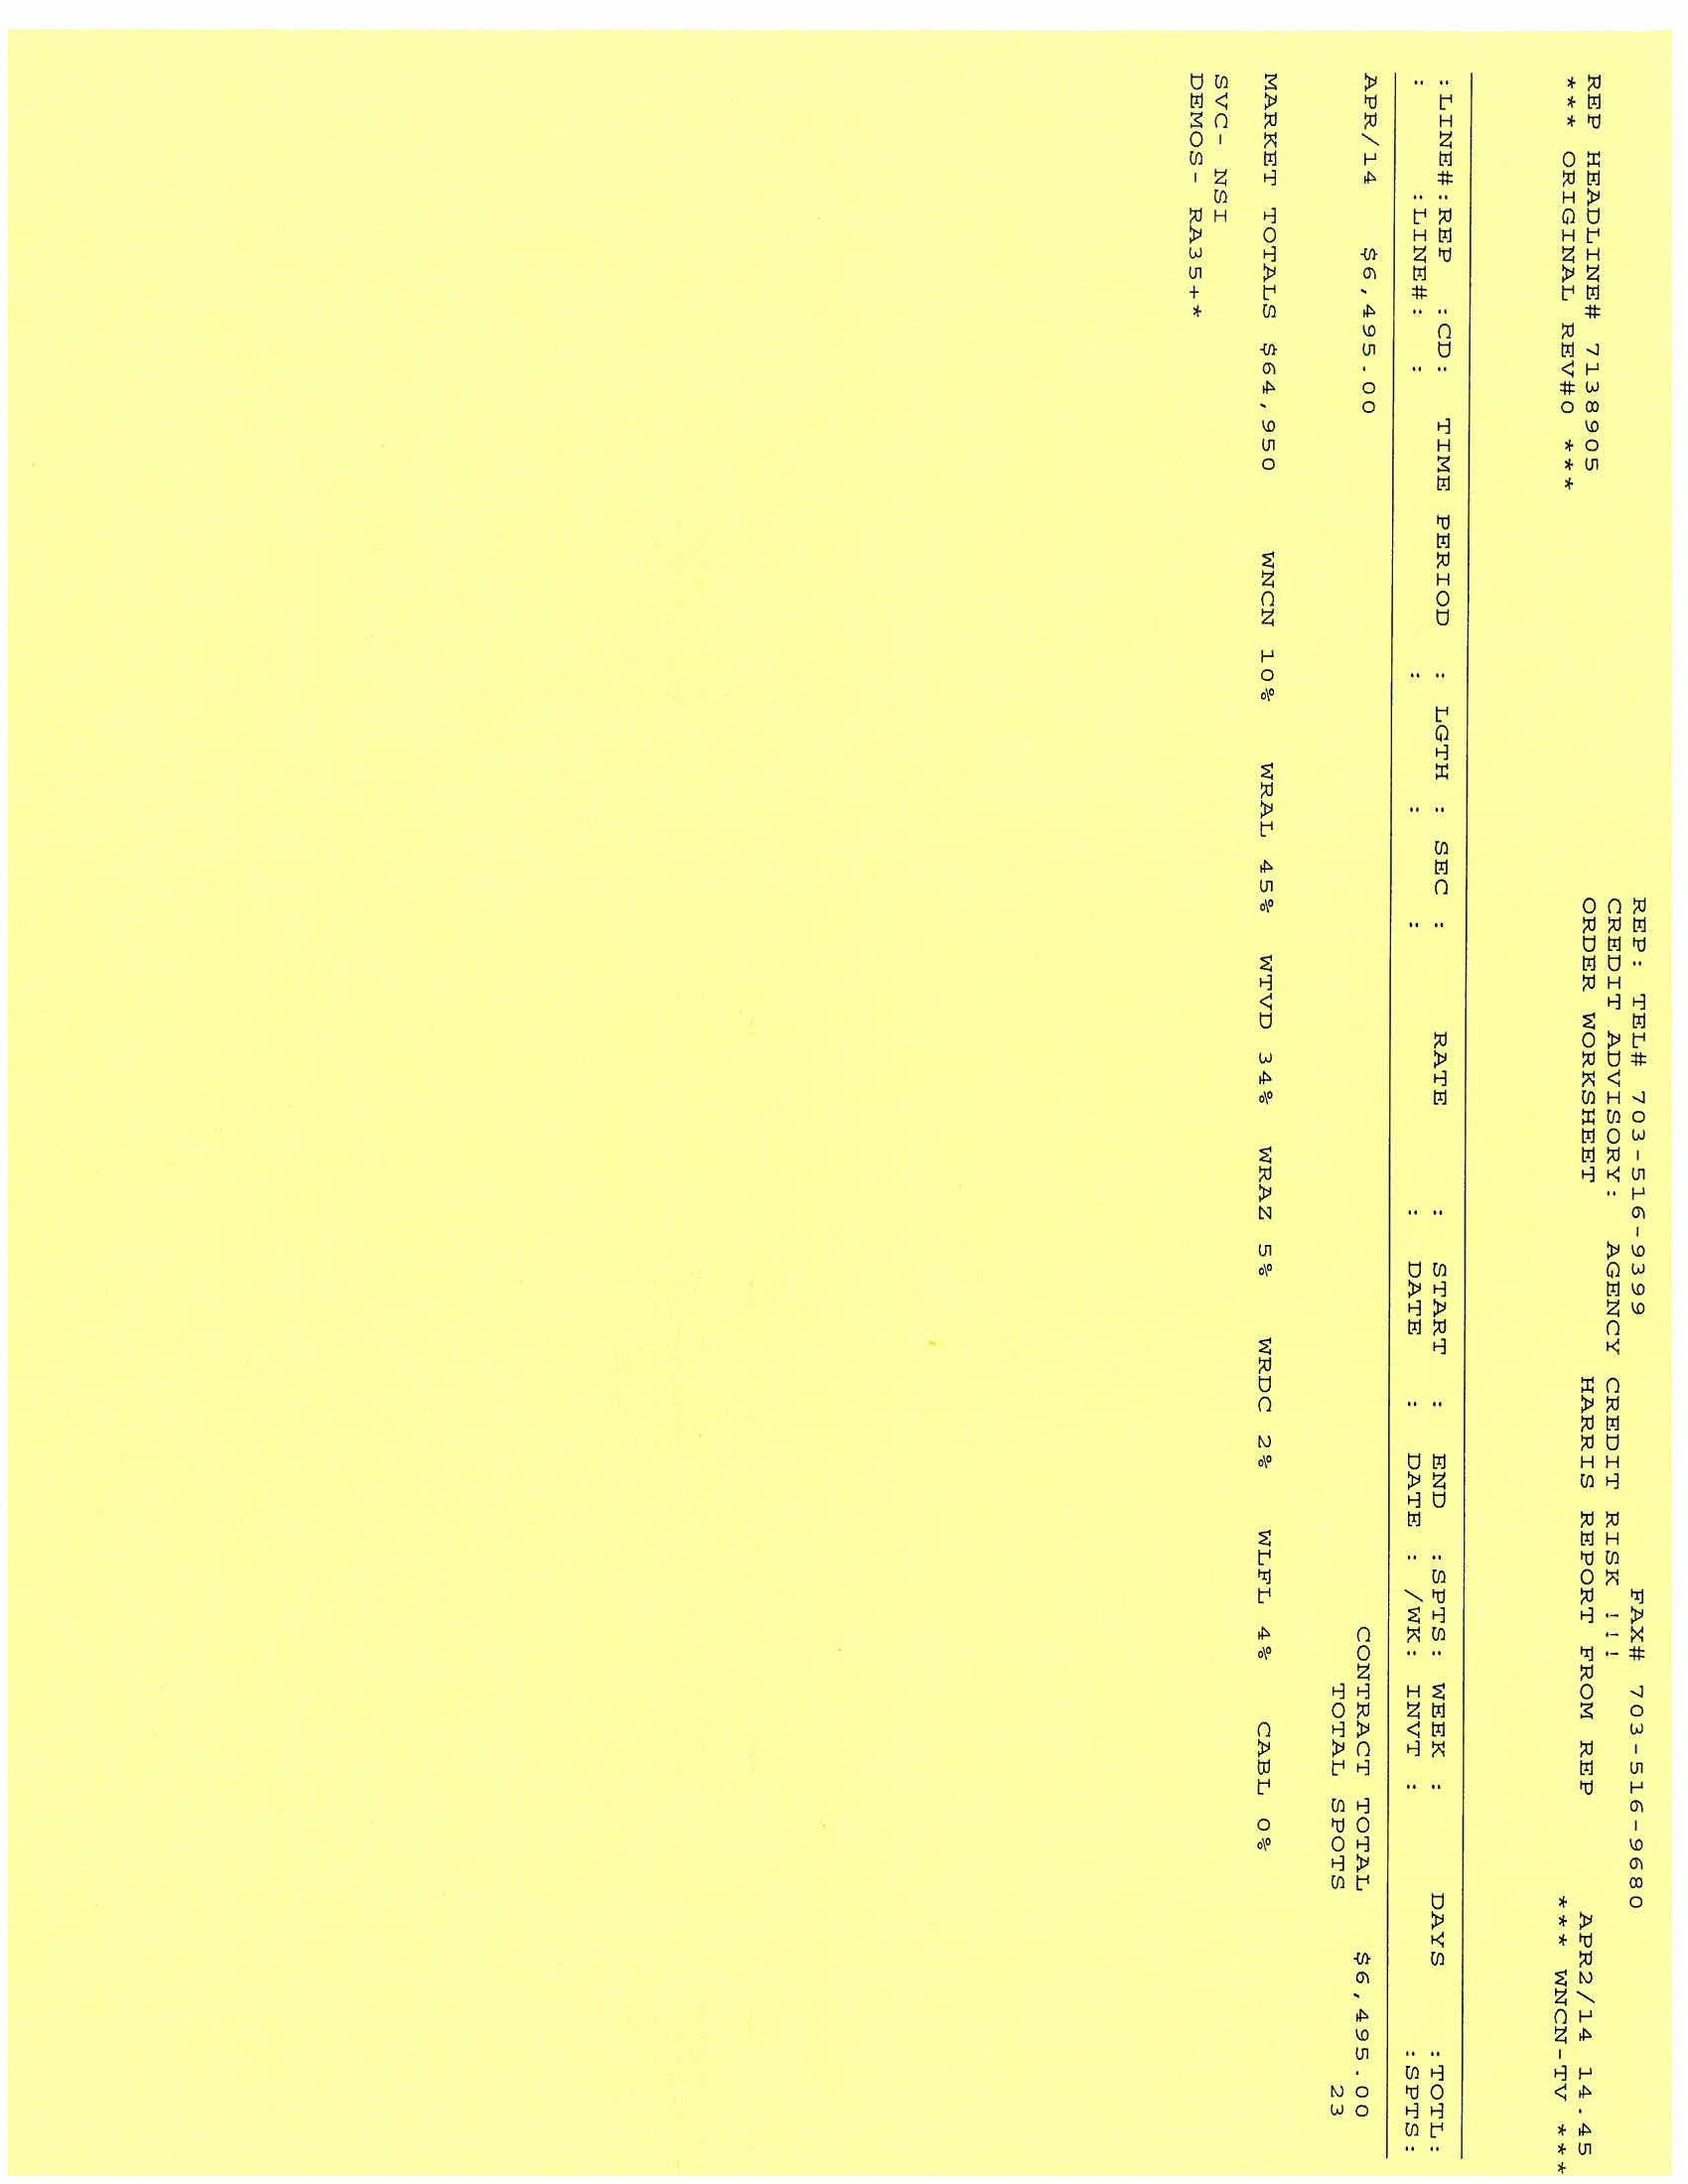 REP: TEL# 703-516-9399 FAX# 703-516-9680
CREDIT ADVISORY: AGENCY CREDIT RISK !!!
REP HEADLINE# 7138905 ORDER WORKSHEET HARRIS REPORT FROM REP APR2/14 14.45
*** ORIGINAL REV#0 *** *** WNCN-TV ***
:LINE#:REP :CD: TIME PERIOD : LGTH : SEC : RATE : START : END :SPTS: WEEK : DAYS :TOTL:
: :LINE#: : : : : : DATE : DATE : /WK: INVT : :SPTS:
APR/14 $6,495.00 CONTRACT TOTAL $6,495.00
TOTAL SPOTS 23
MARKET TOTALS $64,950 WNCN 10% WRAL 45% WTVD 34% WRAZ 5% WRDC 2% WLFL 4% CABL 0%
SVC- NSI
DEMOS- RA35+*